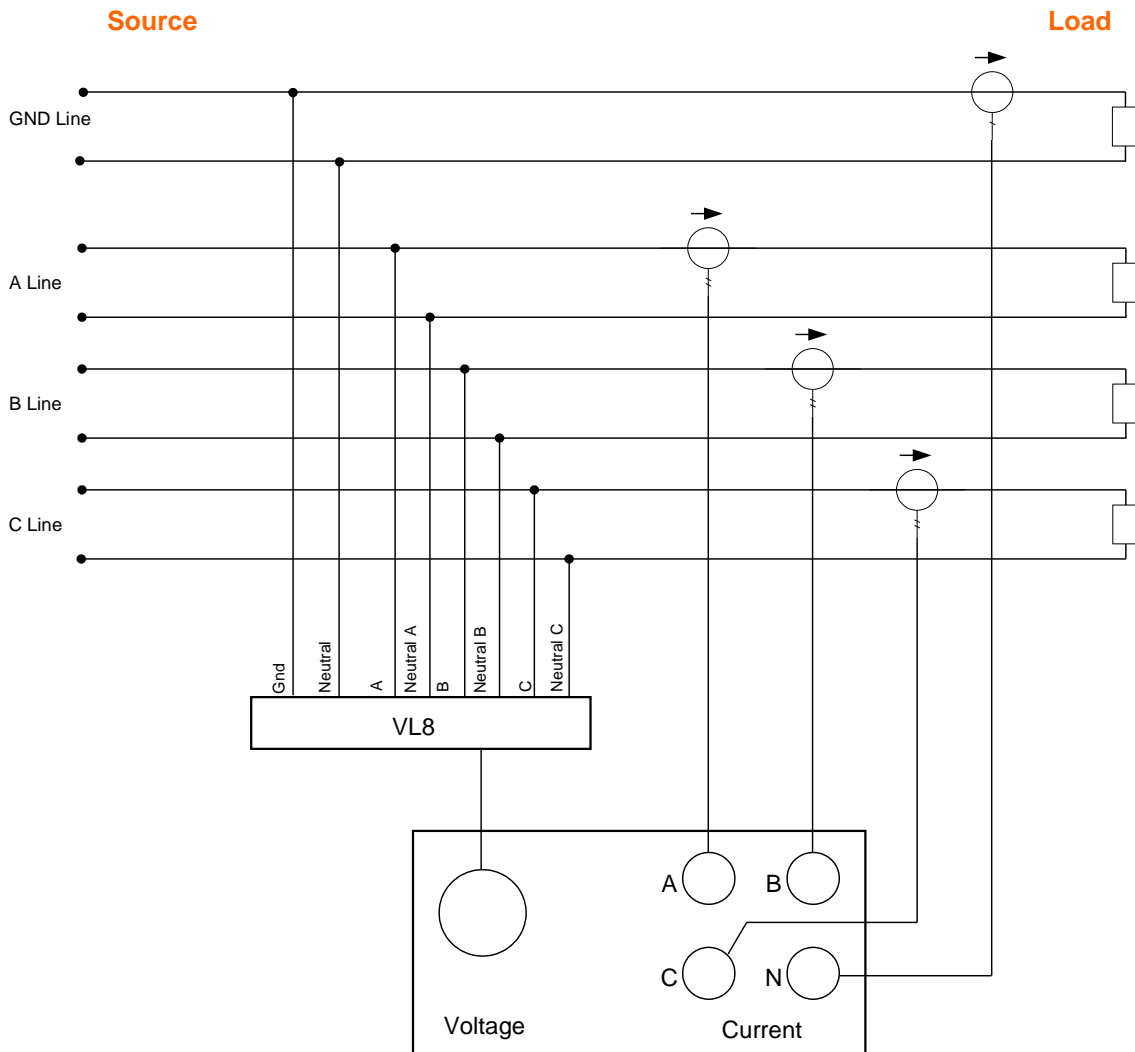 Source
Load
GND Line
A Line
B Line
C Line
Gnd
Neutral
A
Neutral A
B
Neutral B
C
Neutral C
VL8
A
B
C
N
Voltage
Current